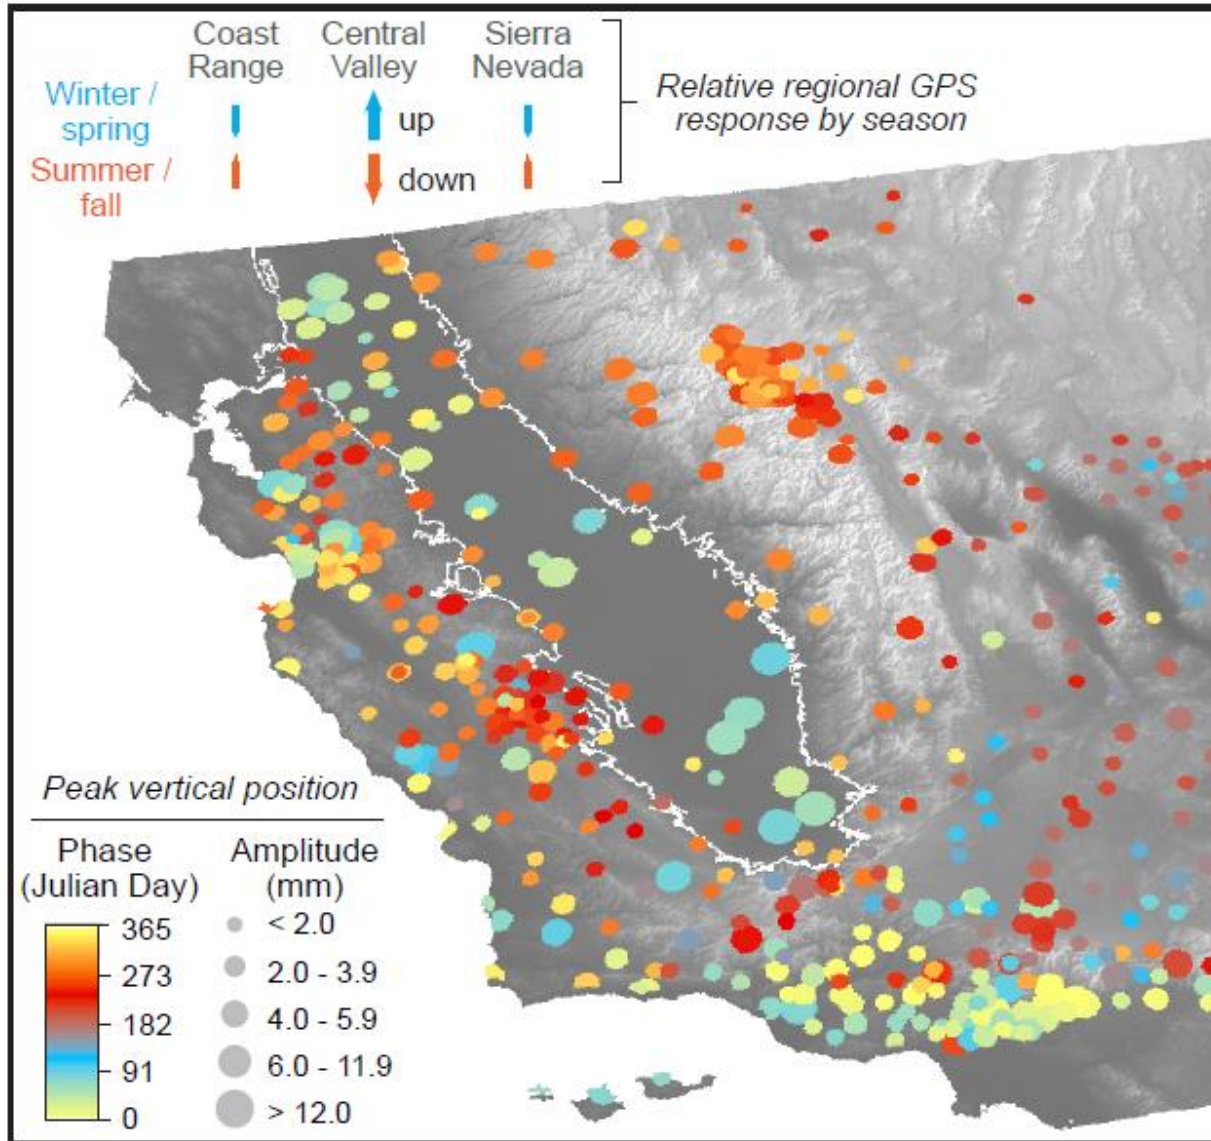 Coast Central Sierra
Range Valley Nevada
Winter /
spring
up
Summer /
fall
down
Relative regional GPS
response by season
Peak vertical position
Phase
(Julian Day)
365
273
182
91
0
Amplitude
(mm)
< 2.0
2.0 - 3.9
4.0 - 5.9
6.0 - 11.9
> 12.0